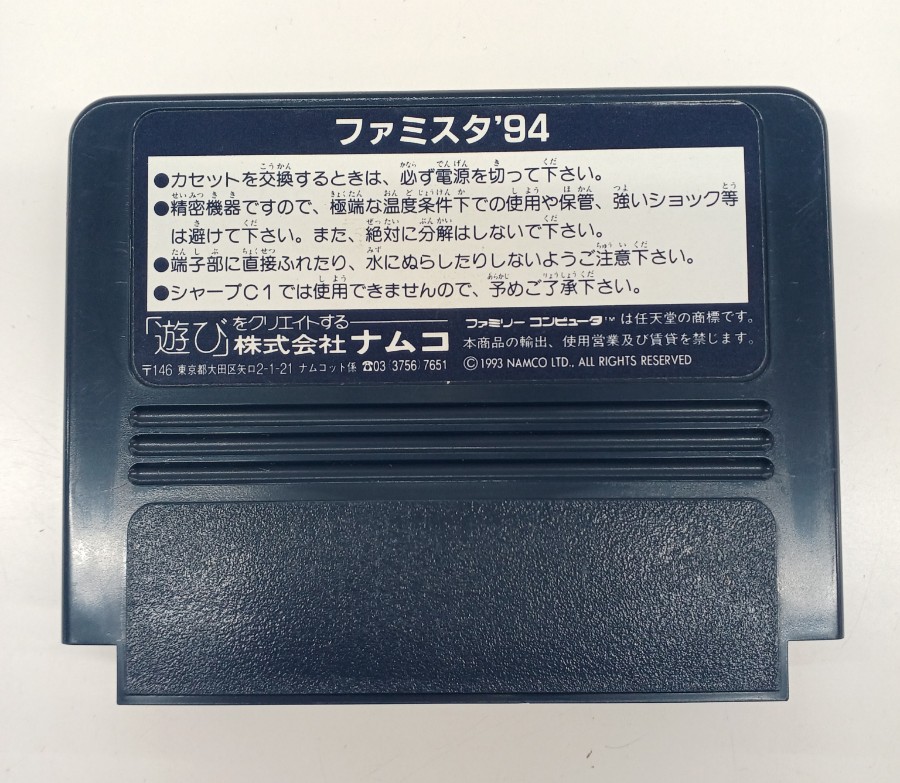 ファミスタ'94
●カセットを交換するときは、必ず電源を切って下さい。
●精密機器ですので、極端な温度条件下での使用や保管、強いショック等
は避けて下さい。また、絶対に分解はしないで下さい。
●端子部に直接ふれたり、水にぬらしたりしないようご注意下さい。
●シャープC1では使用できませんので、予めご了承下さい。
「遊び」をクリエイトする
株式会社ナムコ
〒146 東京都大田区矢口2-1-21 ナムコット係 ☎03(3756)7651
ファミリーコンピュータ™は任天堂の商標です。
本商品の輸出、使用営業及び賃貸を禁じます。
©1993 NAMCO LTD., ALL RIGHTS RESERVED